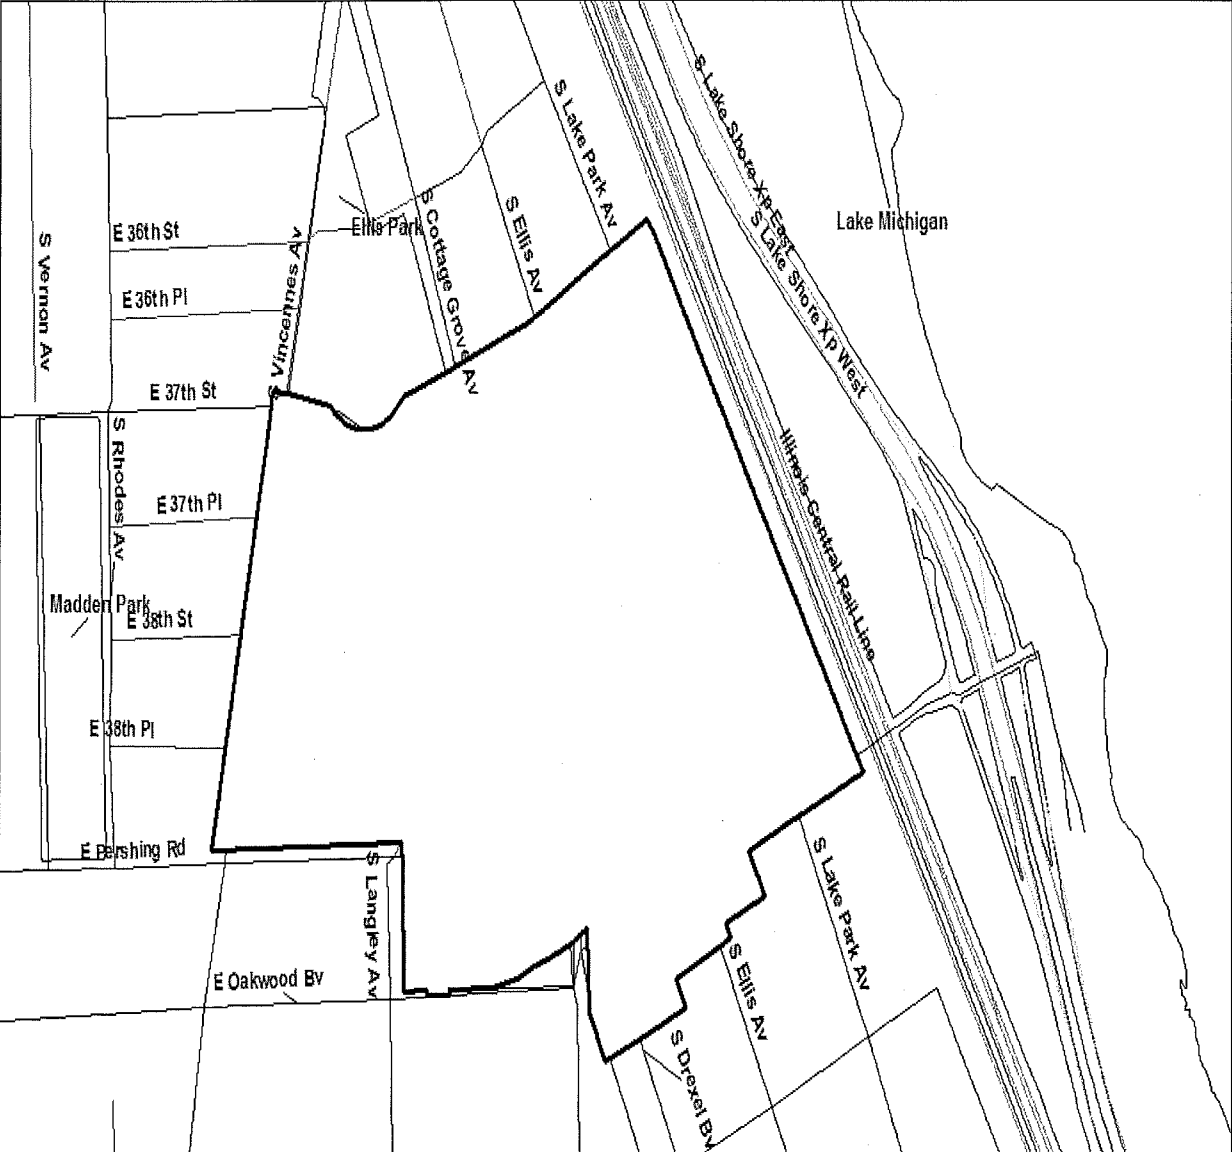 S Lake Shore Xp East
S Lake Park Av
Lake Michigan
E 36th St
Ellis Park
S Cottage Grove Av
S Ellis Av
S Vernon Av
S Vincennes Av
S Lake Shore Xp West
E 36th Pl
E 37th St
S Rhodes Av
Illinois Central Rail Line
E 37th Pl
Madden Park
E 38th St
E 38th Pl
E Pershing Rd
S Langley Av
S Lake Park Av
E Oakwood Bv
S Ellis Av
S Drexel Bv